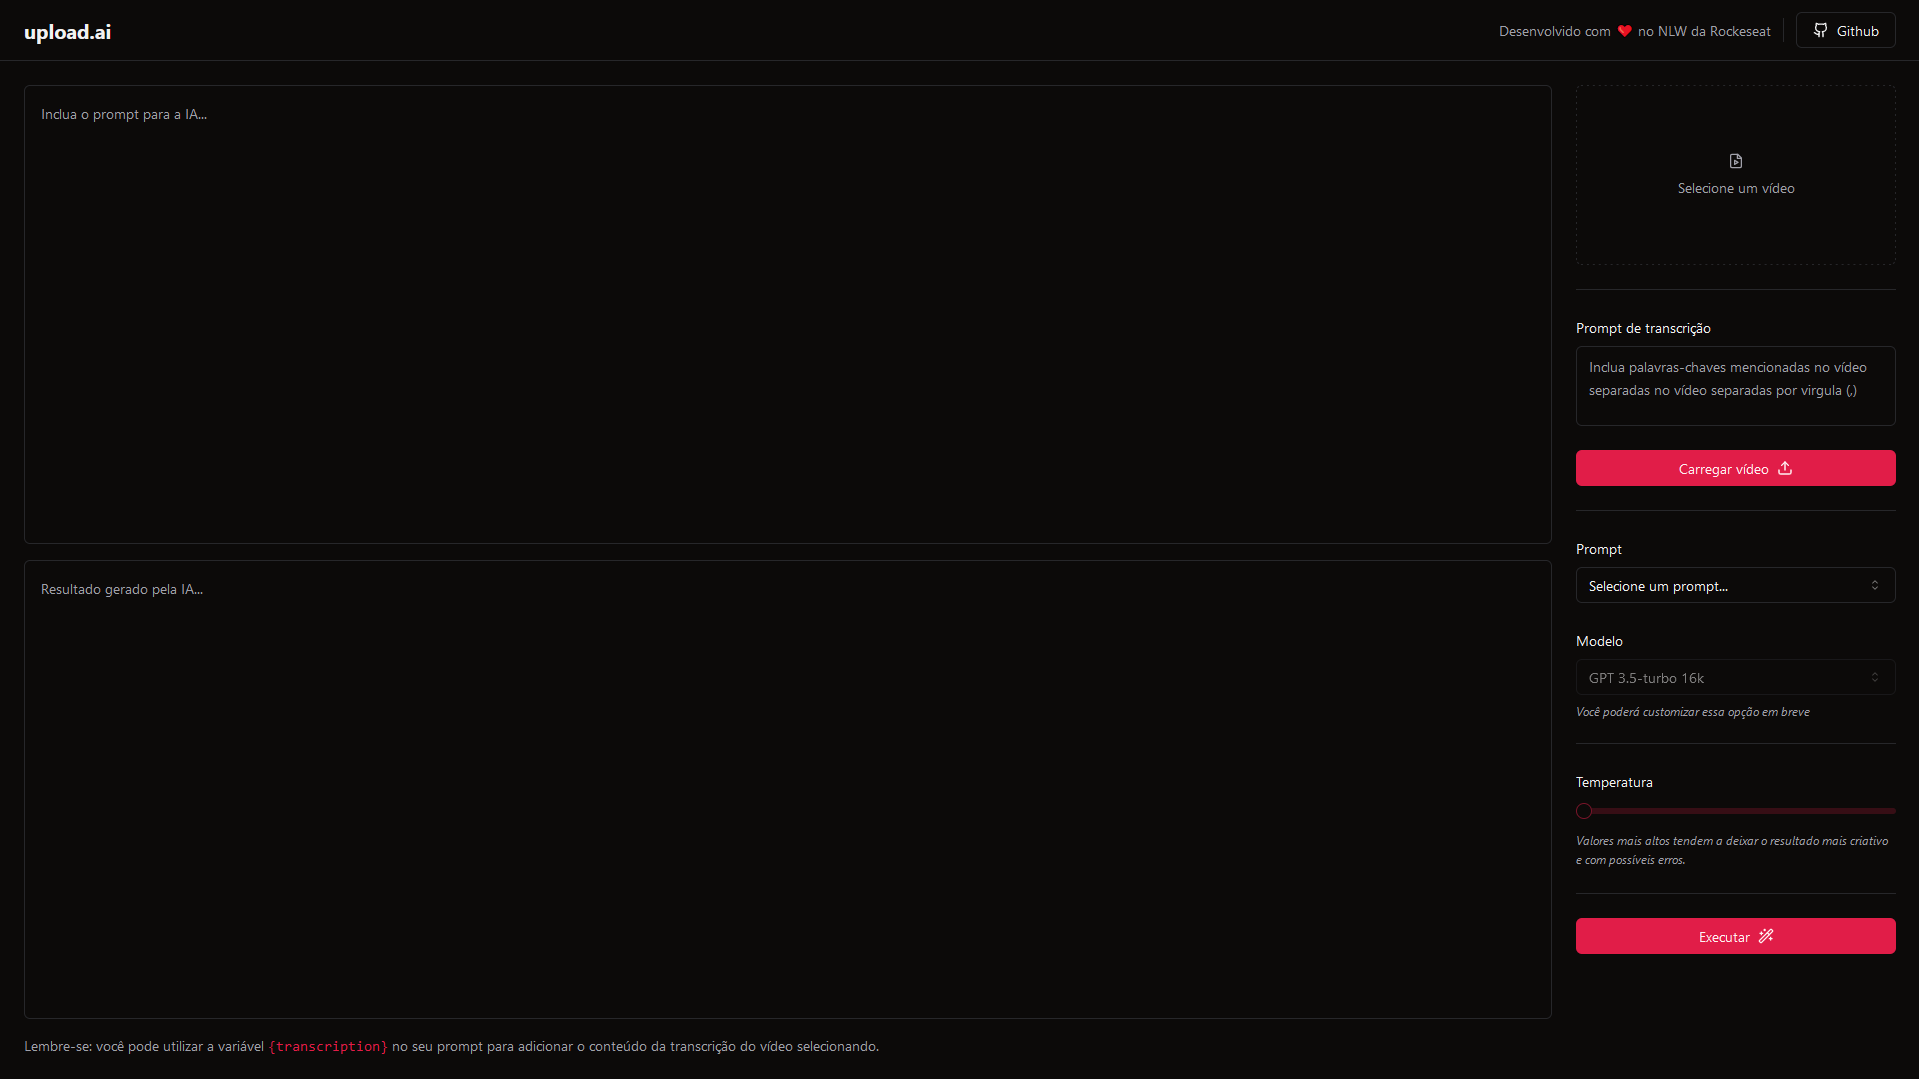 upload.ai
Desenvolvido com ❤️ no NLW da Rockeseat
Github
Inclua o prompt para a IA...
Resultado gerado pela IA...
Lembre-se: você pode utilizar a variável {transcription} no seu prompt para adicionar o conteúdo da transcrição do vídeo selecionando.
Selecione um vídeo
Prompt de transcrição
Inclua palavras-chaves mencionadas no vídeo
separadas no vídeo separadas por virgula (,)
Carregar vídeo
Prompt
Selecione um prompt...
Modelo
GPT 3.5-turbo 16k
Você poderá customizar essa opção em breve
Temperatura
Valores mais altos tendem a deixar o resultado mais criativo
e com possíveis erros.
Executar